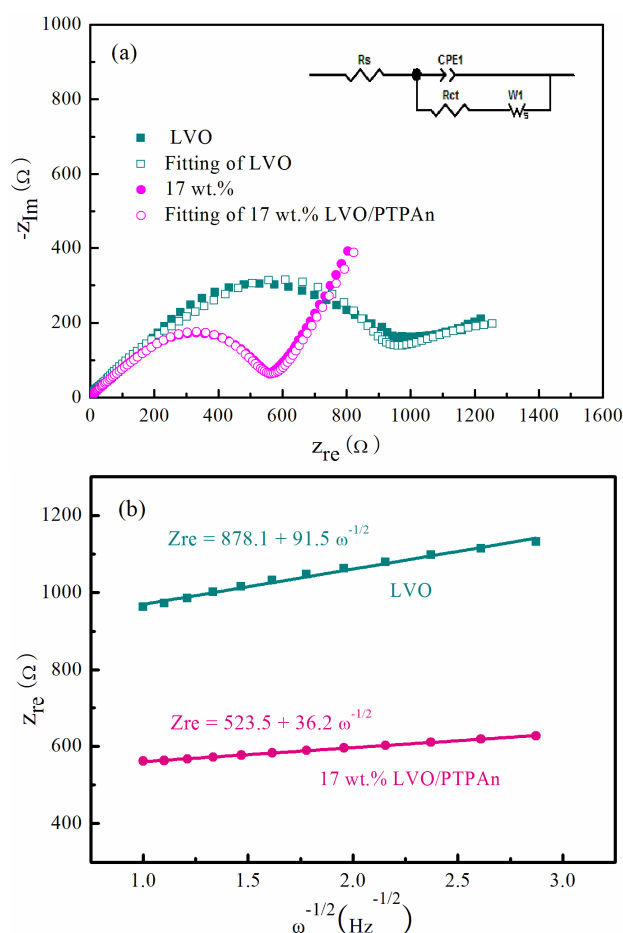 1000
800
600
400
200
0
-ZIm (Ω)
(a)
Rs
CPE1
Rct
W1
s
LVO
Fitting of LVO
17 wt.%
Fitting of 17 wt.% LVO/PTPAn
0 200 400 600 800 1000 1200 1400 1600
Zre (Ω)
1200
1000
800
600
400
Zre (Ω)
(b)
Zre = 878.1 + 91.5 ω-1/2
LVO
Zre = 523.5 + 36.2 ω-1/2
17 wt.% LVO/PTPAn
1.0 1.5 2.0 2.5 3.0
ω-1/2(Hz-1/2)